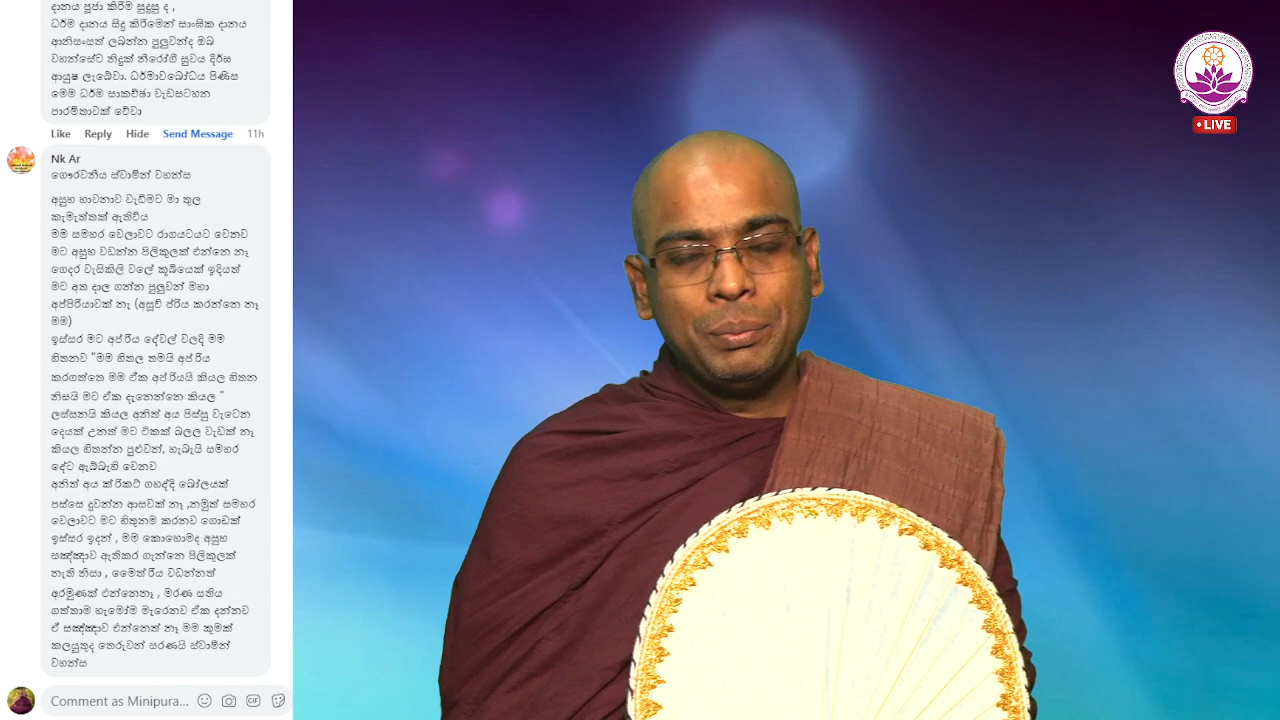 දානය පූජා කිරීම සුදුසු ද ,
ධර්ම දානය සිදු කිරීමෙන් සාංඝික දානය
ආනිසංසත් ලබන්න පුලුවන්ද ඔබ
වහන්සේට නිදුක් නීරෝගී සුවය දිර්ඝ
ආයුෂ ලැබේවා. ධර්මාවබෝධය පිණිස
මෙම ධර්ම සාකච්ඡා වැඩසටහන
පාරමිතාවක් වේවා
Like Reply Hide Send Message 11h
Nk Ar
ගෞරවනීය ස්වාමීන් වහන්ස
අසුභ භාවනාව වැඩීමට මා තුල
කැමැත්තක් ඇතිවිය
මම සමහර වෙලාවට රාගයටයට වෙනව
මට අසුභ වඩන්න පිලිකුලක් එන්නෙ නෑ
ගෙදර වැසිකිලි වලේ කූඹියෙක් ඉදියත්
මට අත දාල ගන්න පුලුවන් මහා
අප්පිරියාවක් නෑ (අසූචි ප්රිය කරන්නෙ නෑ
මම)
ඉස්සර මට අප්රිය දේවල් වලදි මම
හිතනව "මම හිතල තමයි අප්රිය
කරගත්තෙ මම ඒක අප්රියයි කියල හිතන
නිසයි මට ඒක දැනෙන්නෙ කියල "
ලස්සනයි කියල අනිත් අය පිස්සු වැටෙන
දෙයක් උනත් මට ටිකක් බලල වැඩක් නෑ
කියල හිතන්න පුළුවන්, හැබැයි සමහර
දේට ඇබ්බැහි වෙනව
අනිත් අය ක්රිකට් ගහද්දි බෝලයක්
පස්සෙ දුවන්න ආසවක් නෑ ,නමුත් සමහර
වෙලාවට මට හිතුනම කරනව ගොඩක්
ඉස්සර ඉදන් , මම කොහොමද අසුභ
සඤ්ඤාව ඇතිකර ගැන්නෙ පිලිකුලක්
නැති නිසා , මෛත්රීය වඩන්නත්
අරමුණක් එන්නෙනෑ , මරණ සතිය
ගත්තාම හැමෝම මැරෙනව ඒක දන්නව
ඒ සඤ්ඤාව එන්නෙත් නෑ මම කුමක්
කලයුතුද තෙරුවන් සරණයි ස්වාමීන්
වහන්ස
Comment as Minipura...
GIF
LIVE